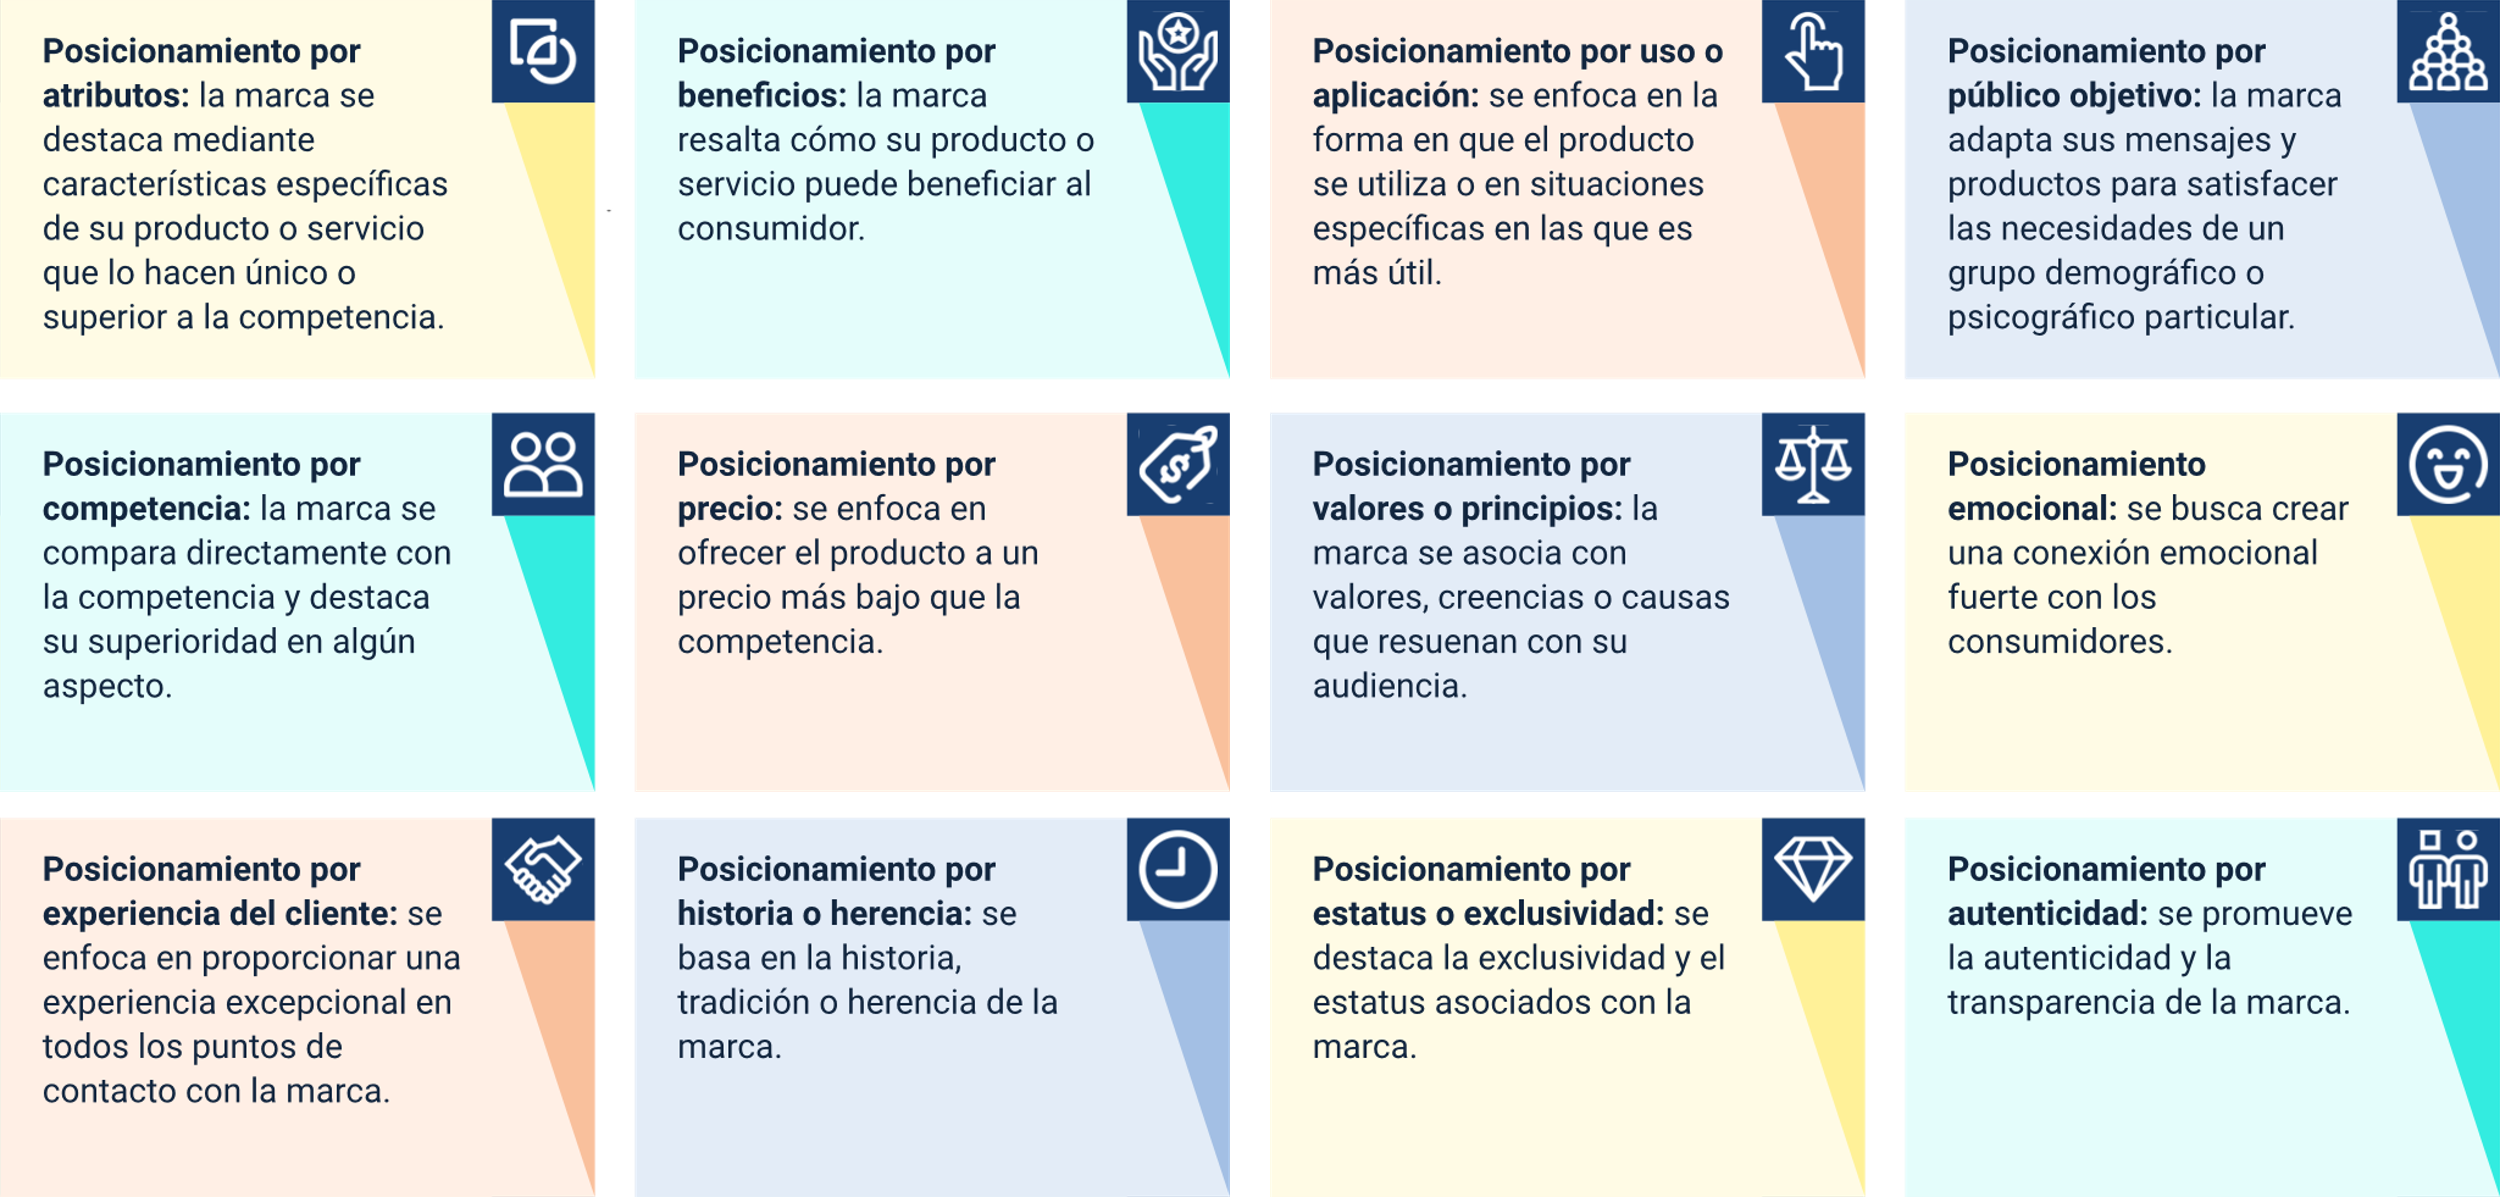 Posicionamiento por
atributos: la marca se
destaca mediante
características específicas
de su producto o servicio
que lo hacen único o
superior a la competencia.
Posicionamiento por
beneficios: la marca
resalta cómo su producto o
servicio puede beneficiar al
consumidor.
Posicionamiento por uso o
aplicación: se enfoca en la
forma en que el producto
se utiliza o en situaciones
específicas en las que es
más útil.
Posicionamiento por
público objetivo: la marca
adapta sus mensajes y
productos para satisfacer
las necesidades de un
grupo demográfico o
psicográfico particular.
Posicionamiento por
competencia: la marca se
compara directamente con
la competencia y destaca
su superioridad en algún
aspecto.
Posicionamiento por
precio: se enfoca en
ofrecer el producto a un
precio más bajo que la
competencia.
Posicionamiento por
valores o principios: la
marca se asocia con
valores, creencias o causas
que resuenan con su
audiencia.
Posicionamiento
emocional: se busca crear
una conexión emocional
fuerte con los
consumidores.
Posicionamiento por
experiencia del cliente: se
enfoca en proporcionar una
experiencia excepcional en
todos los puntos de
contacto con la marca.
Posicionamiento por
historia o herencia: se
basa en la historia,
tradición o herencia de la
marca.
Posicionamiento por
estatus o exclusividad: se
destaca la exclusividad y el
estatus asociados con la
marca.
Posicionamiento por
autenticidad: se promueve
la autenticidad y la
transparencia de la marca.